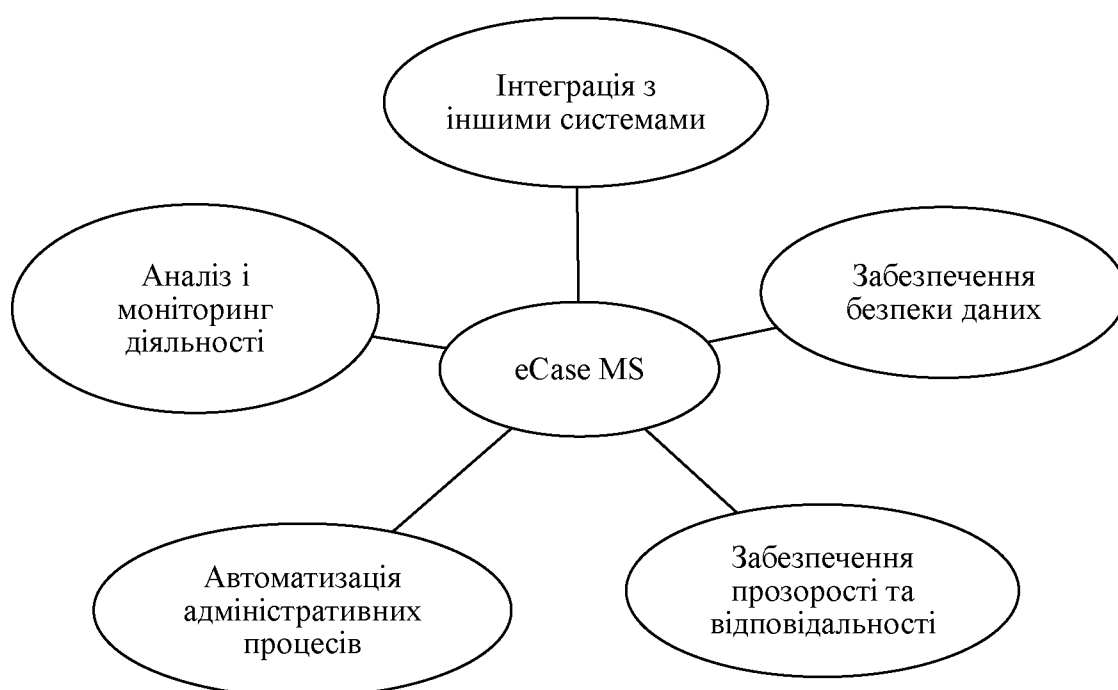 Інтеграція з
іншими системами
Аналіз і
моніторинг
діяльності
Забезпечення
безпеки даних
eCase MS
Автоматизація
адміністративних
процесів
Забезпечення
прозорості та
відповідальності